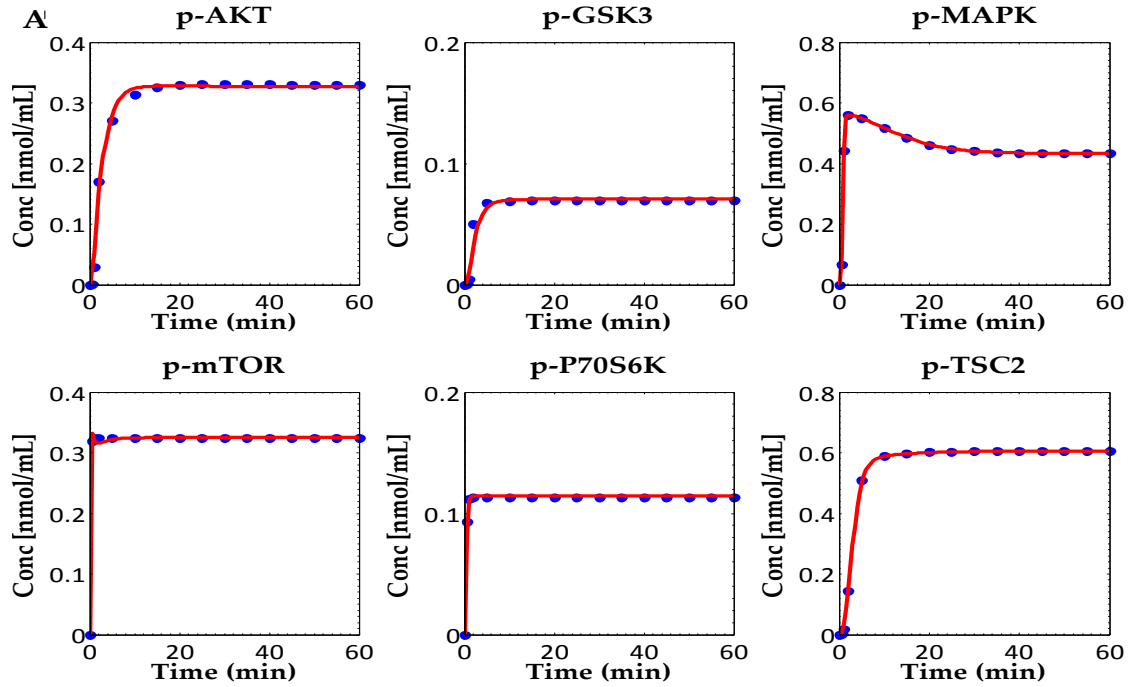 A
p-AKT
p-GSK3
p-MAPK
Conc [nmol/mL]
0.4
0.3
0.2
0.1
0
0 20 40 60
Time (min)
Conc [nmol/mL]
0.2
0.1
0
0 20 40 60
Time (min)
Conc [nmol/mL]
0.8
0.6
0.4
0.2
0
0 20 40 60
Time (min)
p-mTOR
p-P70S6K
p-TSC2
Conc [nmol/mL]
0.4
0.3
0.2
0.1
0
0 20 40 60
Time (min)
Conc [nmol/mL]
0.2
0.1
0
0 20 40 60
Time (min)
Conc [nmol/mL]
0.8
0.6
0.4
0.2
0
0 20 40 60
Time (min)